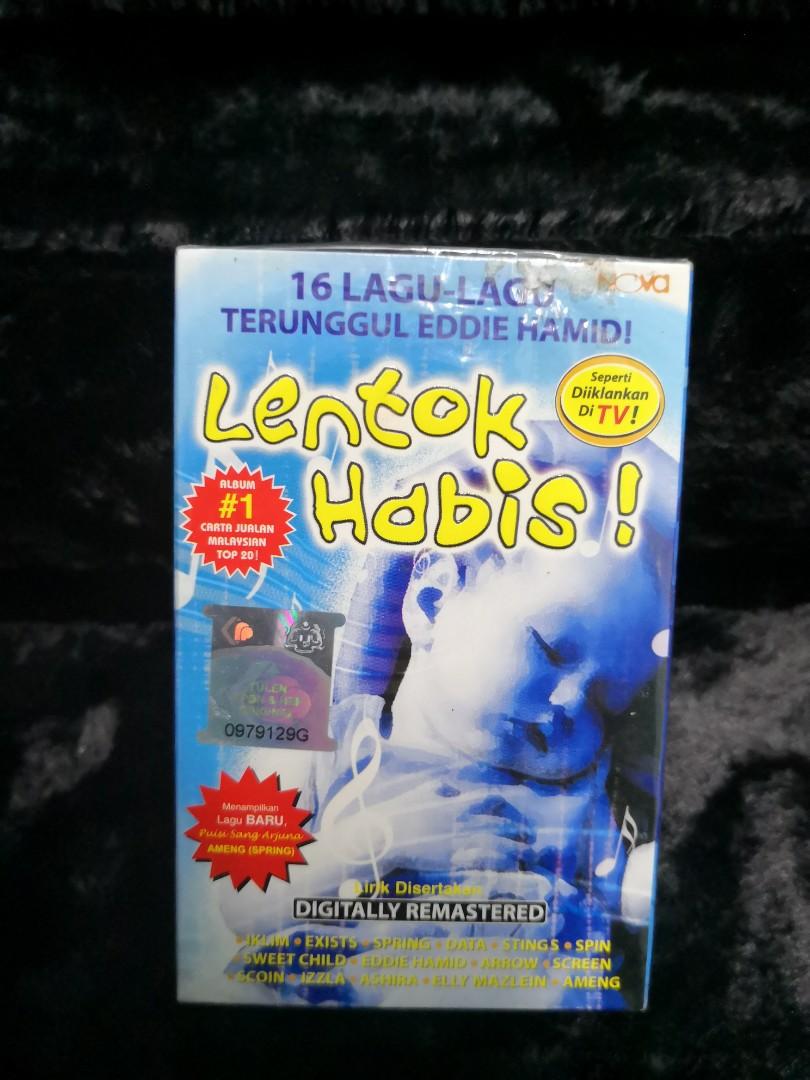 16 LAGU-LAGU
TERUNGGUL EDDIE HAMID!
Nova
Lentok
Habis!
Seperti
Diiklankan
Di TV!
ALBUM
#1
CARTA JUALAN
MALAYSIAN
TOP 20!
TULEN
0979129G
Menampilkan
Lagu BARU,
Puisi Sang Arjuna
AMENG (SPRING)
Lirik Disertakan
DIGITALLY REMASTERED
• IKLIM • EXISTS • SPRING • DATA • STINGS • SPIN
• SWEET CHILD • EDDIE HAMID • ARROW • SCREEN
• SCOIN • IZZLA • ASHIRA • ELLY MAZLEIN • AMENG